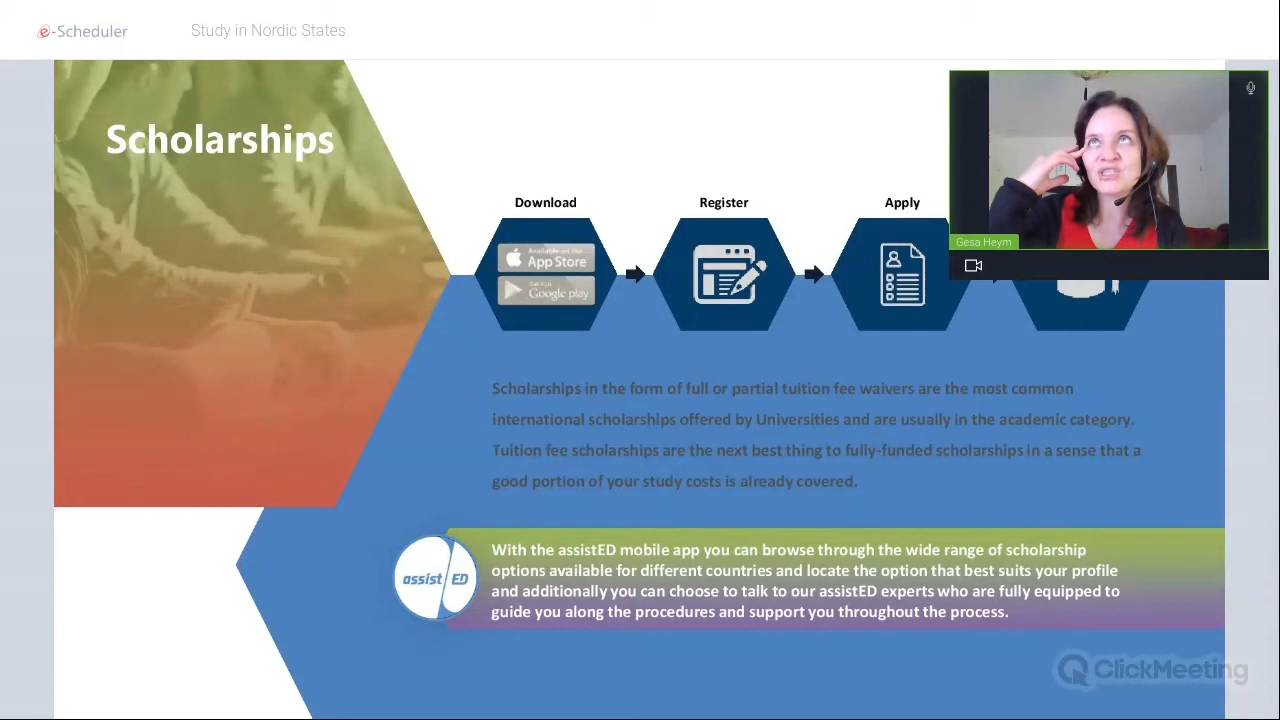 e-Scheduler
Study in Nordic States
Scholarships
Download
Register
Apply
Available on the
App Store
Google play
Gesa Heym
Scholarships in the form of full or partial tuition fee waivers are the most common
international scholarships offered by Universities and are usually in the academic category.
Tuition fee scholarships are the next best thing to fully-funded scholarships in a sense that a
good portion of your study costs is already covered.
With the assistED mobile app you can browse through the wide range of scholarship
options available for different countries and locate the option that best suits your profile
and additionally you can choose to talk to our assistED experts who are fully equipped to
guide you along the procedures and support you throughout the process.
assist ED
ClickMeeting